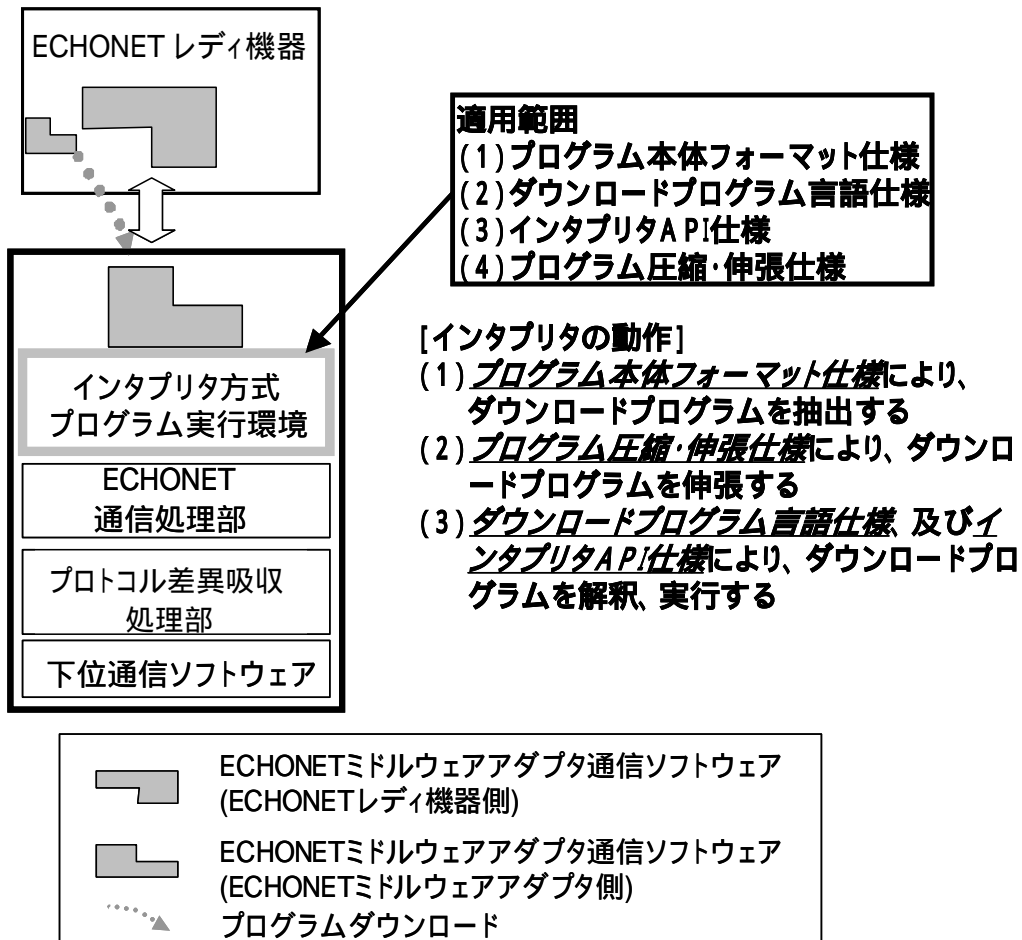 ECHONET レディ機器
適用範囲
(1)プログラム本体フォーマット仕様
(2)ダウンロードプログラム言語仕様
(3)インタプリタAPI仕様
(4)プログラム圧縮・伸張仕様
インタプリタ方式
プログラム実行環境
ECHONET
通信処理部
プロトコル差異吸収
処理部
下位通信ソフトウェア
[インタプリタの動作]
(1)プログラム本体フォーマット仕様により、
ダウンロードプログラムを抽出する
(2)プログラム圧縮・伸張仕様により、ダウンロ
ードプログラムを伸張する
(3)ダウンロードプログラム言語仕様、及びイ
ンタプリタAPI仕様により、ダウンロードプロ
グラムを解釈、実行する
ECHONETミドルウェアアダプタ通信ソフトウェア
(ECHONETレディ機器側)
ECHONETミドルウェアアダプタ通信ソフトウェア
(ECHONETミドルウェアアダプタ側)
プログラムダウンロード